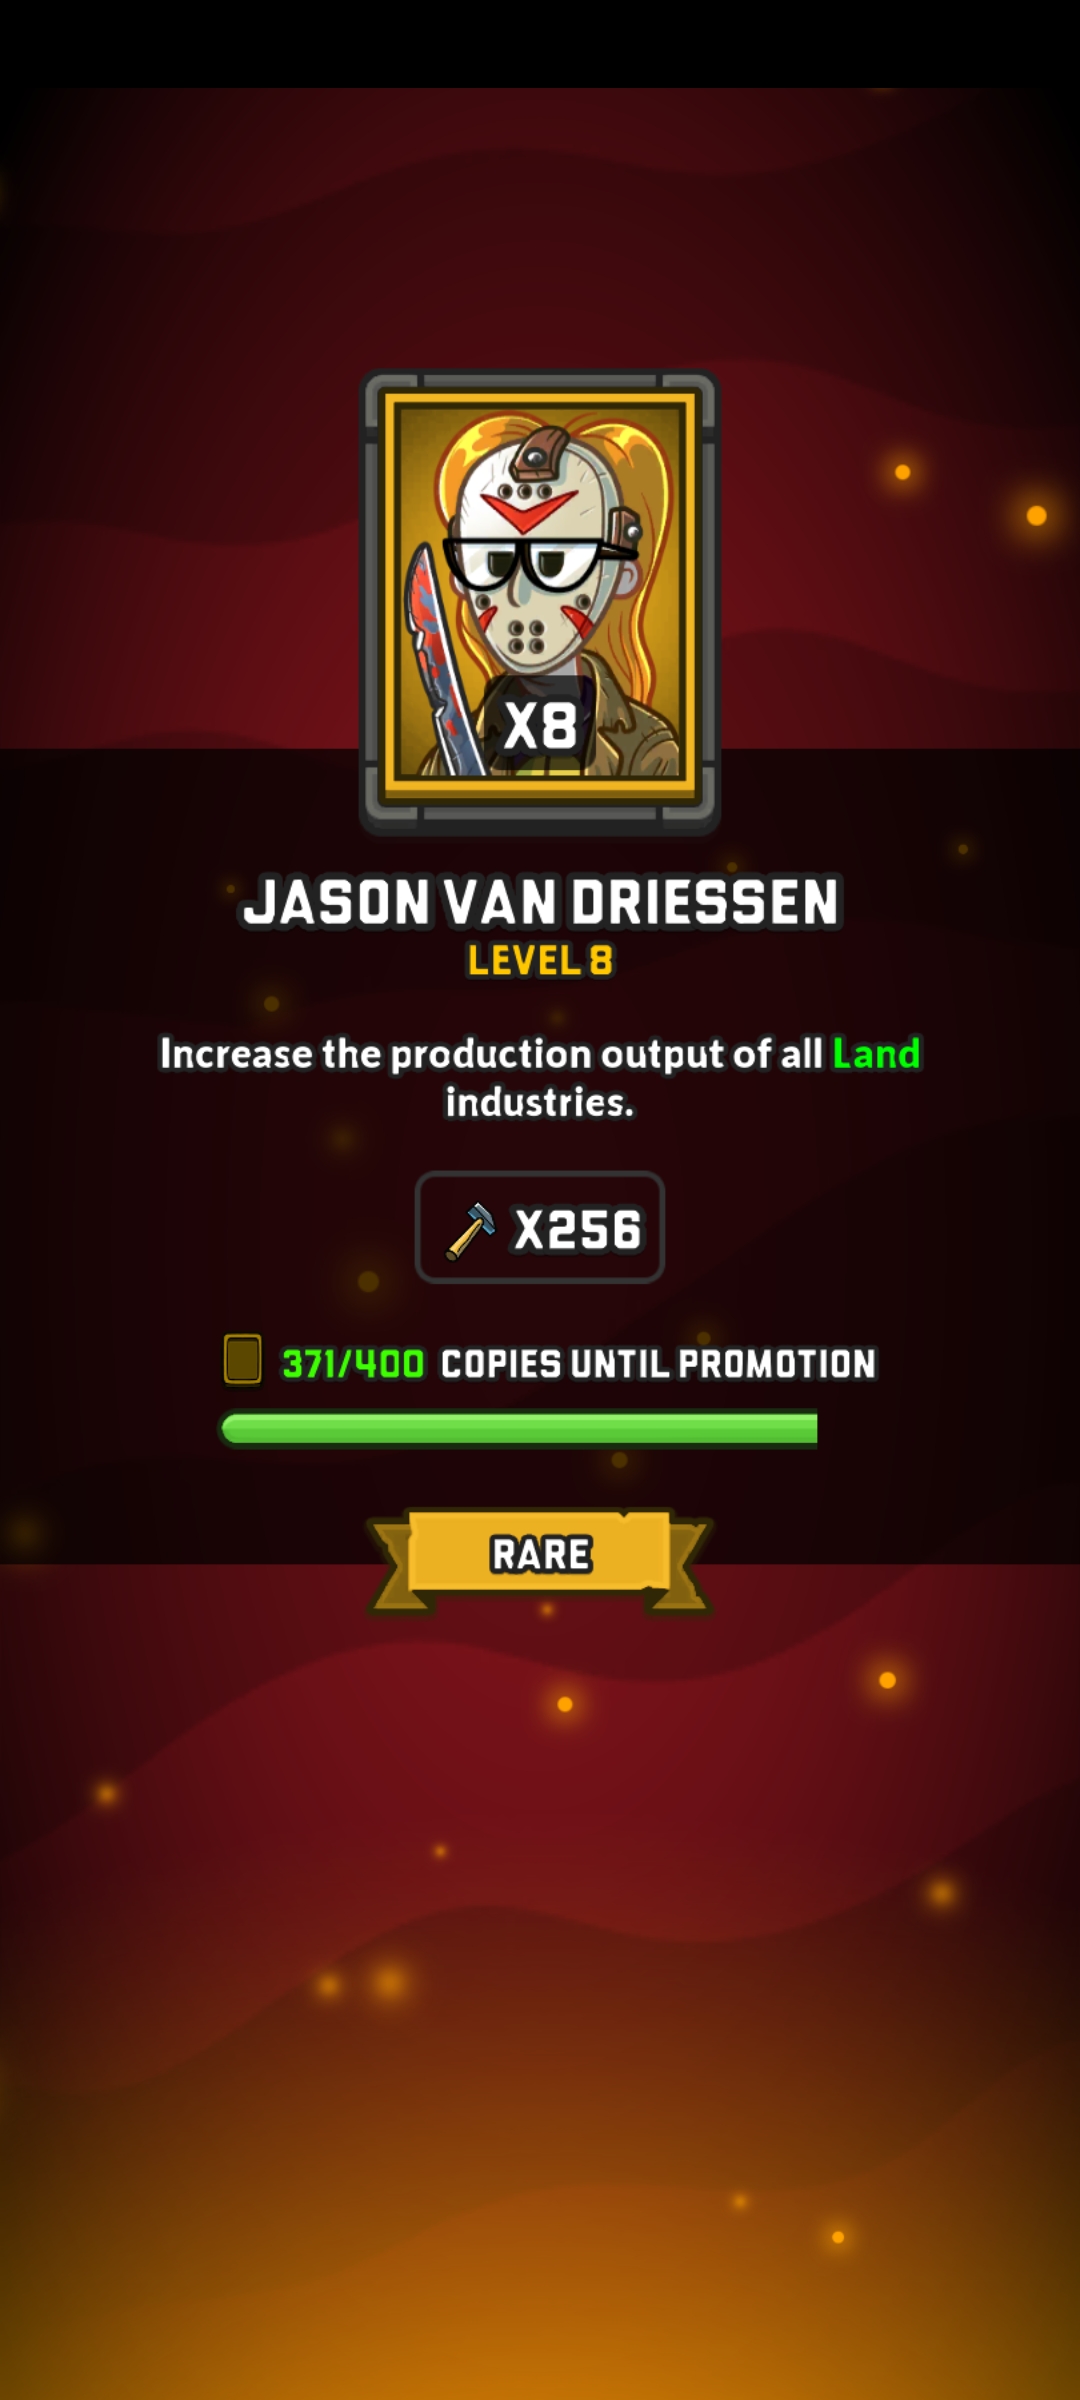 X8
JASON VAN DRIESSEN
LEVEL 8
Increase the production output of all Land
industries.
X256
371/400 COPIES UNTIL PROMOTION
RARE